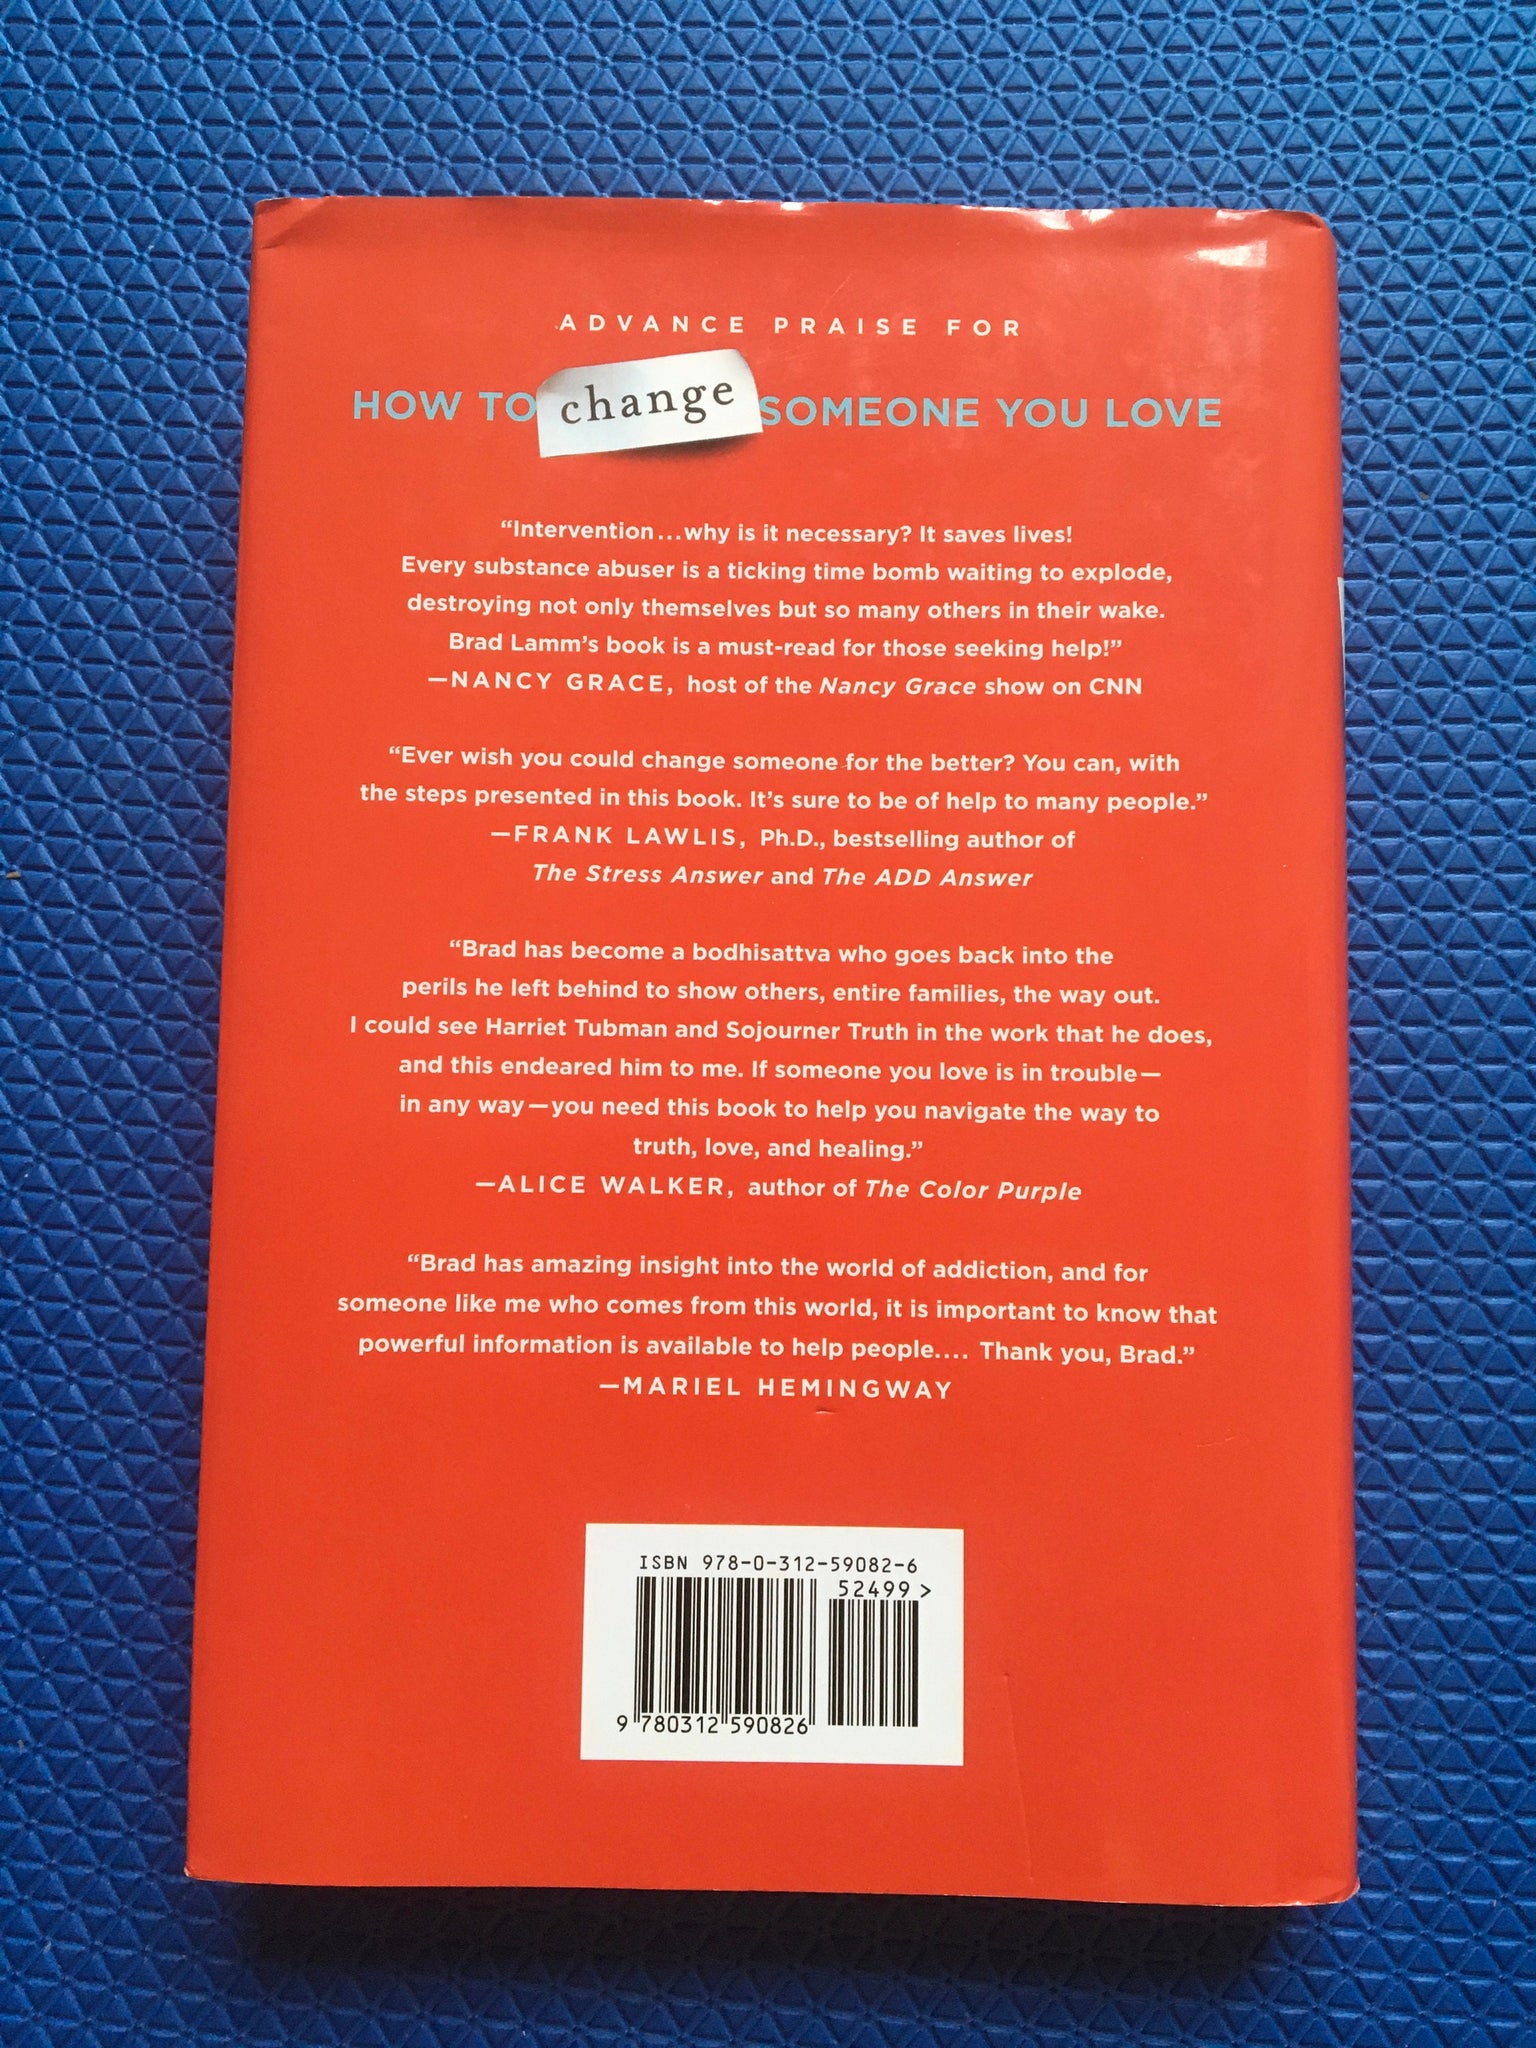 ADVANCE PRAISE FOR
HOW TO change SOMEONE YOU LOVE
“Intervention...why is it necessary? It saves lives!
Every substance abuser is a ticking time bomb waiting to explode,
destroying not only themselves but so many others in their wake.
Brad Lamm’s book is a must-read for those seeking help!”
—NANCY GRACE, host of the Nancy Grace show on CNN
“Ever wish you could change someone for the better? You can, with
the steps presented in this book. It’s sure to be of help to many people.”
—FRANK LAWLIS, Ph.D., bestselling author of
The Stress Answer and The ADD Answer
“Brad has become a bodhisattva who goes back into the
perils he left behind to show others, entire families, the way out.
I could see Harriet Tubman and Sojourner Truth in the work that he does,
and this endeared him to me. If someone you love is in trouble—
in any way—you need this book to help you navigate the way to
truth, love, and healing.”
—ALICE WALKER, author of The Color Purple
“Brad has amazing insight into the world of addiction, and for
someone like me who comes from this world, it is important to know that
powerful information is available to help people.... Thank you, Brad.”
—MARIEL HEMINGWAY
ISBN 978-0-312-59082-6
52499>
9 780312 590826